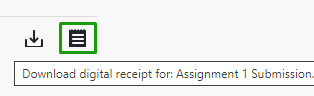 Download digital receipt for: Assignment 1 Submission.